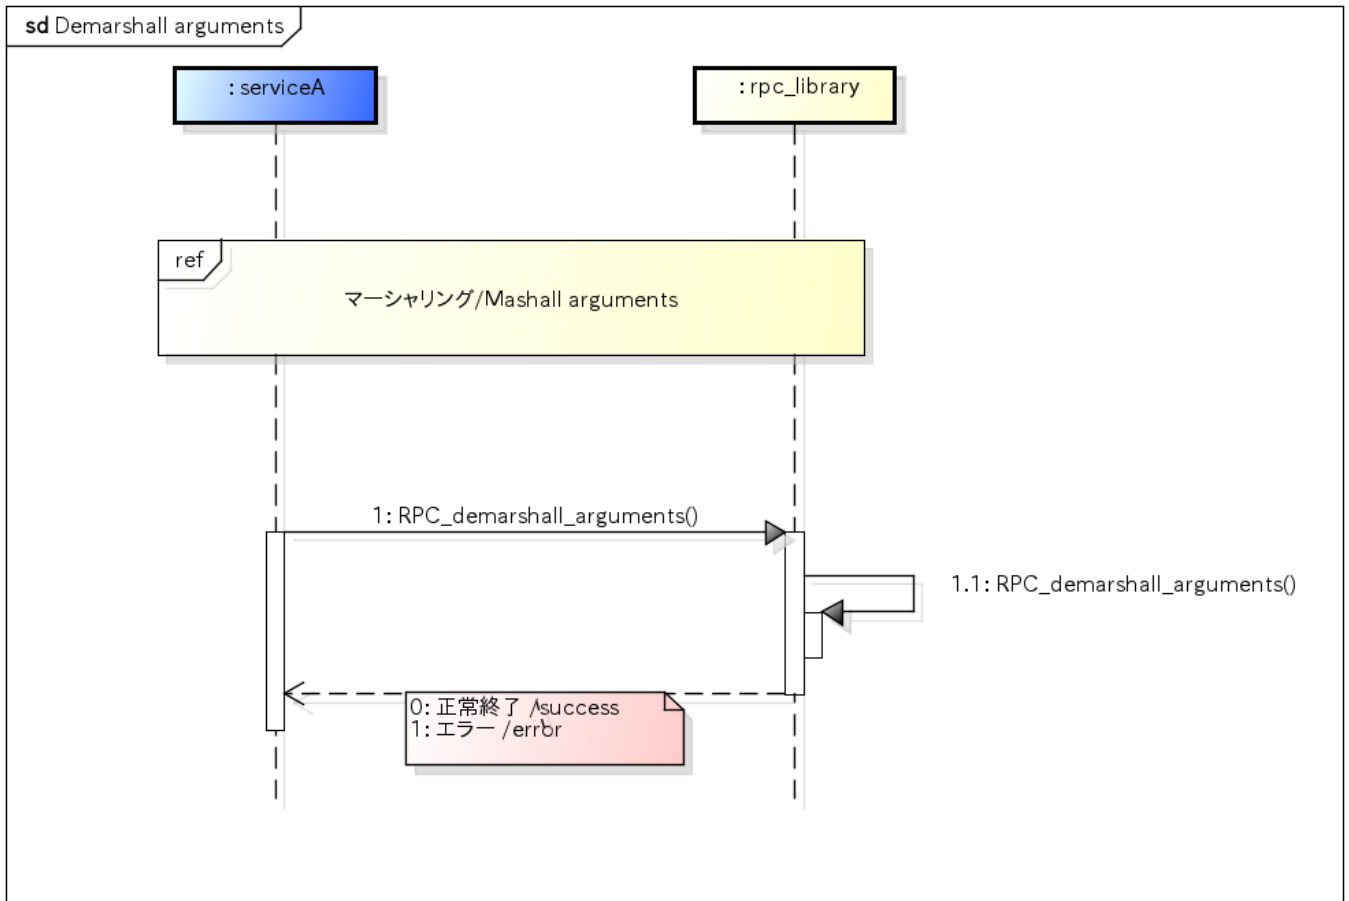 sd Demarshall arguments
: serviceA
: rpc_library
ref
マーシャリング/Mashall arguments
1: RPC_demarshall_arguments()
1.1: RPC_demarshall_arguments()
0: 正常終了 /success
1: エラー /error